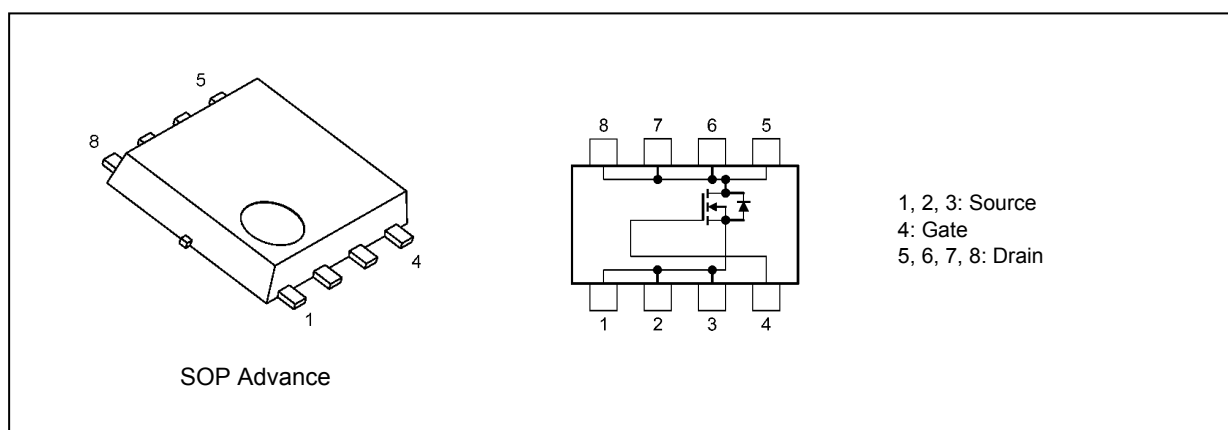 5
8
4
1
SOP Advance
8 7 6 5
1 2 3 4
1, 2, 3: Source
4: Gate
5, 6, 7, 8: Drain